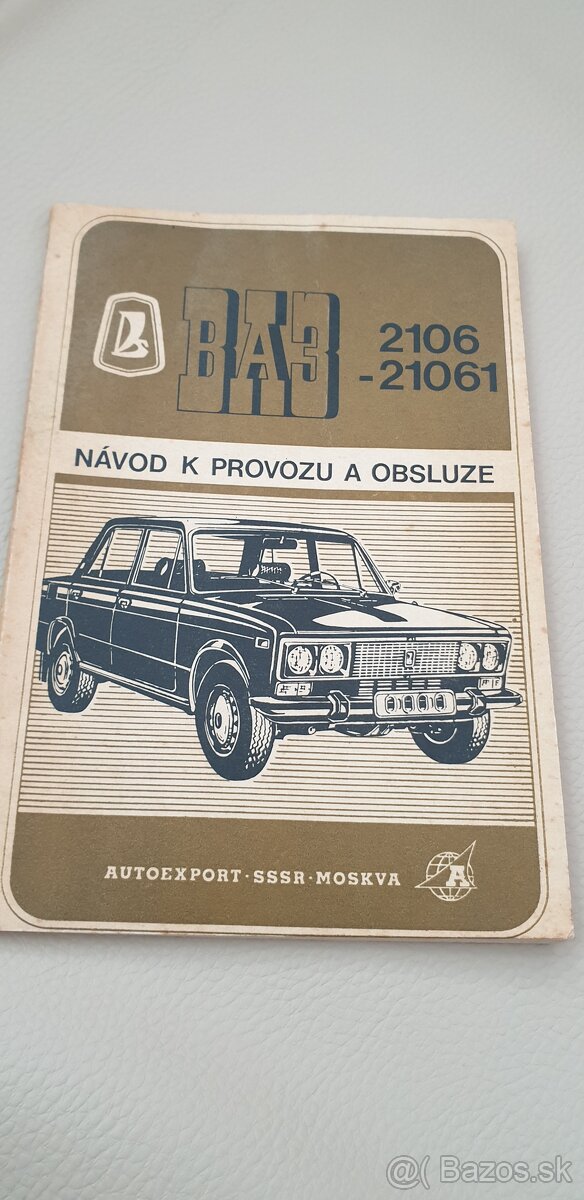 ВАЗ
2106
-21061
NÁVOD K PROVOZU A OBSLUZE
AUTOEXPORT·SSSR·MOSKVA
A
@( Bazos.sk